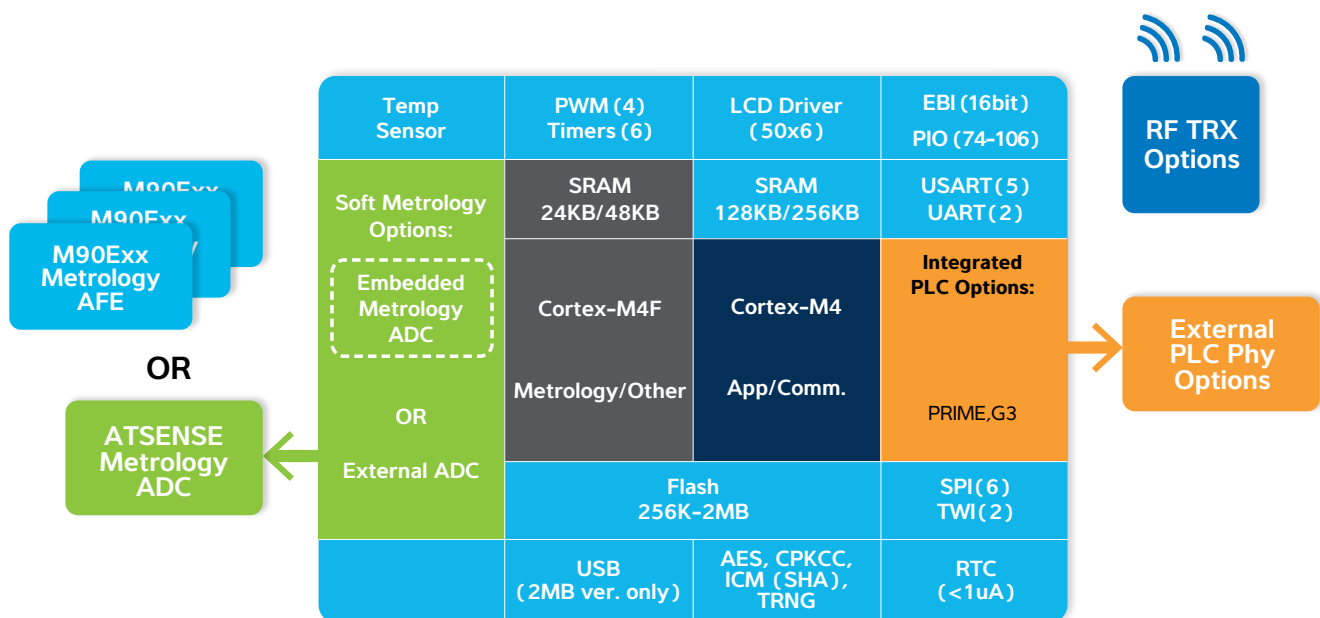 Temp
Sensor
PWM (4)
Timers (6)
LCD Driver
(50x6)
EBI (16bit)
PIO (74-106)
RF TRX
Options
M90Exx
M90Exx
M90Exx
Metrology
AFE
OR
ATSENSE
Metrology
ADC
Soft Metrology
Options:
Embedded
Metrology
ADC
OR
External ADC
SRAM
24KB/48KB
SRAM
128KB/256KB
USART(5)
UART(2)
Cortex-M4F
Metrology/Other
Cortex-M4
App/Comm.
Integrated
PLC Options:
PRIME,G3
External
PLC Phy
Options
Flash
256K-2MB
SPI(6)
TWI(2)
USB
(2MB ver. only)
AES, CPKCC,
ICM (SHA),
TRNG
RTC
(<1uA)